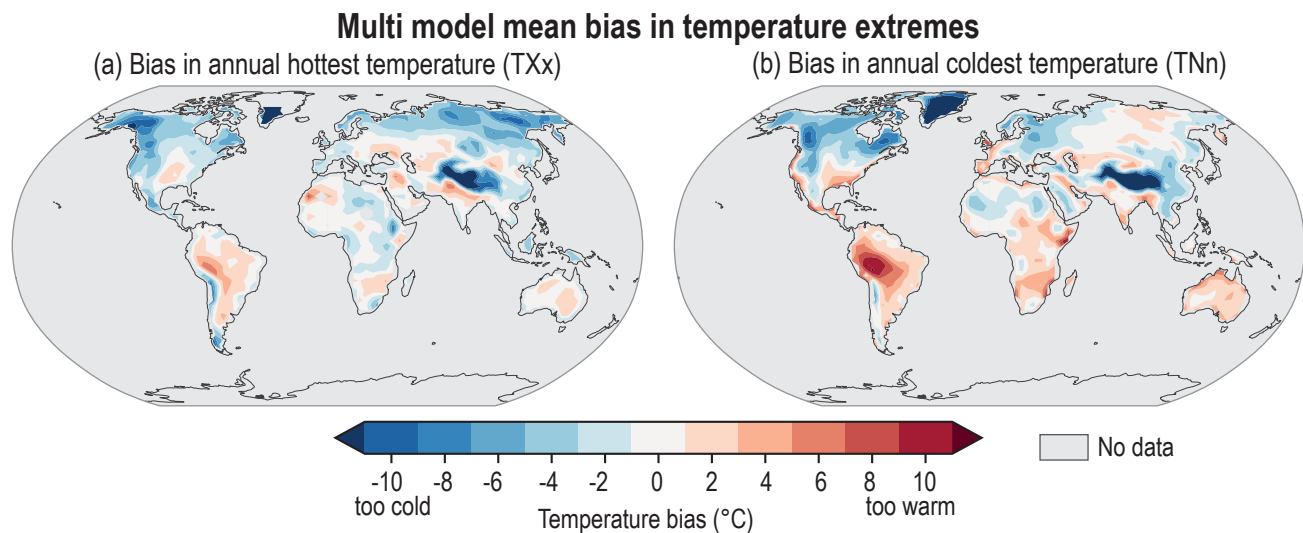 Multi model mean bias in temperature extremes
(a) Bias in annual hottest temperature (TXx)
(b) Bias in annual coldest temperature (TNn)
-10 -8 -6 -4 -2 0 2 4 6 8 10
too cold
too warm
Temperature bias (°C)
No data